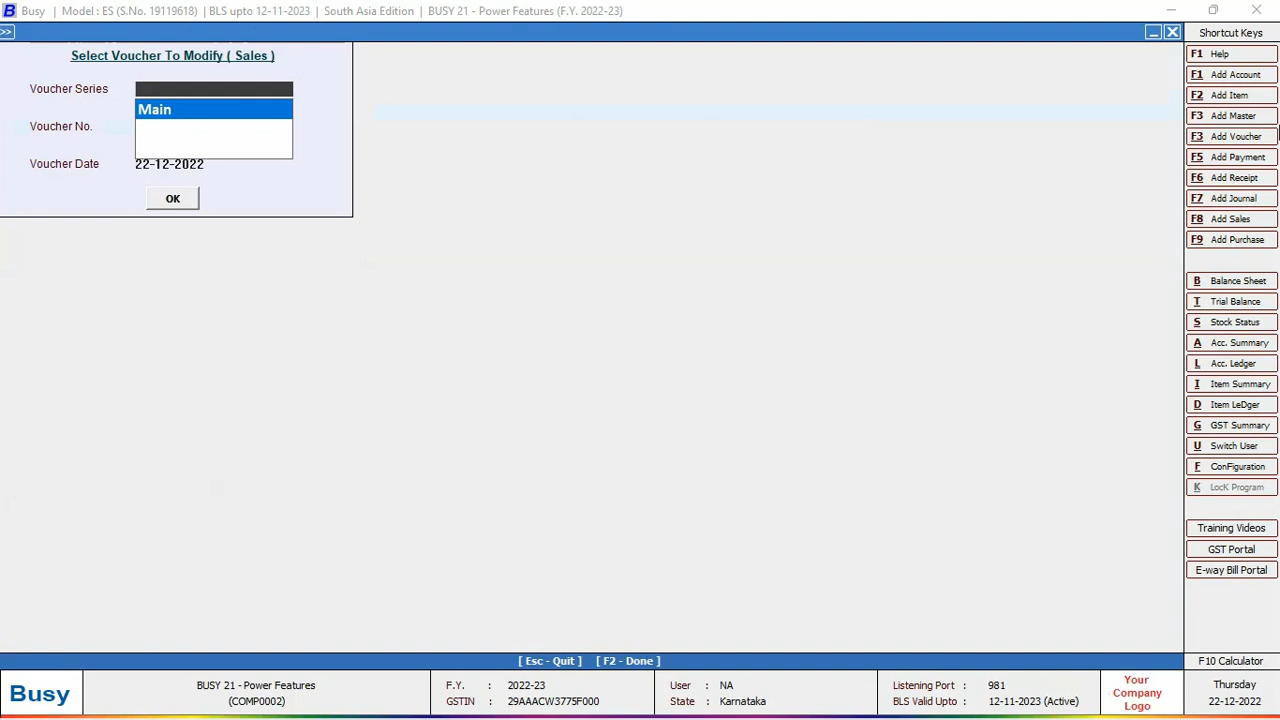 B Busy | Model : ES (S.No. 19119618) | BLS upto 12-11-2023 | South Asia Edition | BUSY 21 - Power Features (F.Y. 2022-23)
>>
Shortcut Keys
Select Voucher To Modify ( Sales )
Voucher Series
Main
Voucher No.
Voucher Date 22-12-2022
OK
F1 Help
F1 Add Account
F2 Add Item
F3 Add Master
F3 Add Voucher
F5 Add Payment
F6 Add Receipt
F7 Add Journal
F8 Add Sales
F9 Add Purchase
B Balance Sheet
T Trial Balance
S Stock Status
A Acc. Summary
L Acc. Ledger
I Item Summary
D Item LeDger
G GST Summary
U Switch User
F ConFiguration
K LocK Program
Training Videos
GST Portal
E-way Bill Portal
[ Esc - Quit ] [ F2 - Done ]
F10 Calculator
Busy
BUSY 21 - Power Features
(COMP0002)
F.Y. : 2022-23
GSTIN : 29AAACW3775F000
User : NA
State : Karnataka
Listening Port : 981
BLS Valid Upto : 12-11-2023 (Active)
Your
Company
Logo
Thursday
22-12-2022